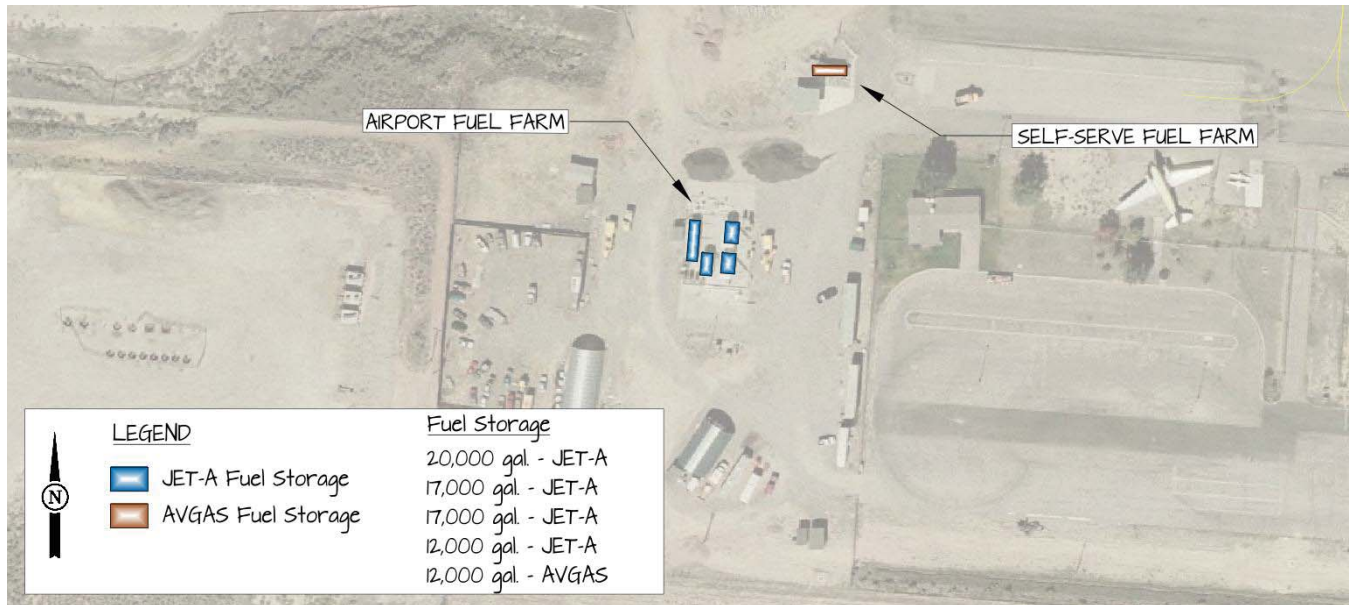 AIRPORT FUEL FARM
SELF-SERVE FUEL FARM
LEGEND
JET-A Fuel Storage
AVGAS Fuel Storage
N
Fuel Storage
20,000 gal. - JET-A
17,000 gal. - JET-A
17,000 gal. - JET-A
12,000 gal. - JET-A
12,000 gal. - AVGAS